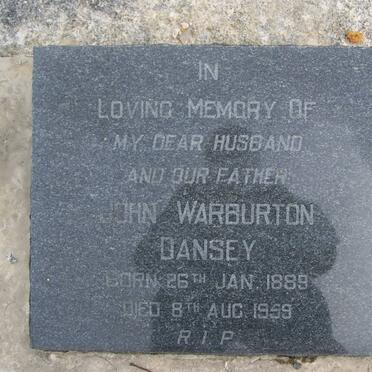 IN
LOVING MEMORY OF
MY DEAR HUSBAND
AND OUR FATHER
JOHN WARBURTON
DANSEY
BORN 26TH JAN. 1889
DIED 8TH AUG. 1959
R.I.P